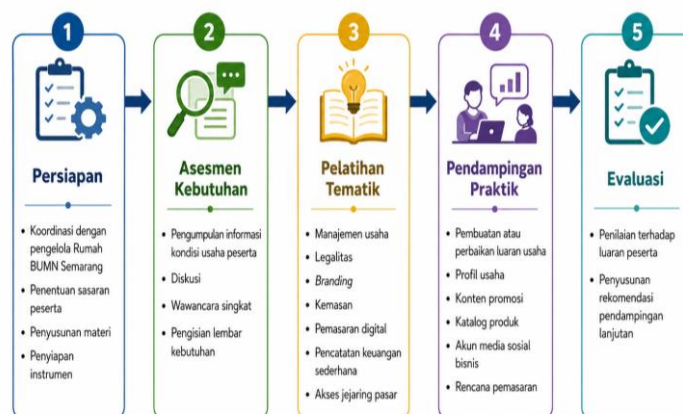 1
Persiapan
• Koordinasi dengan
pengelola Rumah
BUMN Semarang
• Penentuan sasaran
peserta
• Penyusunan materi
• Penyiapan
instrumen
2
Asesmen
Kebutuhan
• Pengumpulan informasi
kondisi usaha peserta
• Diskusi
• Wawancara singkat
• Pengisian lembar
kebutuhan
3
Pelatihan
Tematik
• Manajemen usaha
• Legalitas
• Branding
• Kemasan
• Pemasaran digital
• Pencatatan keuangan
sederhana
• Akses jejaring pasar
4
Pendampingan
Praktik
• Pembuatan atau
perbaikan luaran usaha
• Profil usaha
• Konten promosi
• Katalog produk
• Akun media sosial
bisnis
• Rencana pemasaran
5
Evaluasi
• Penilaian terhadap
luaran peserta
• Penyusunan
rekomendasi
pendampingan
lanjutan